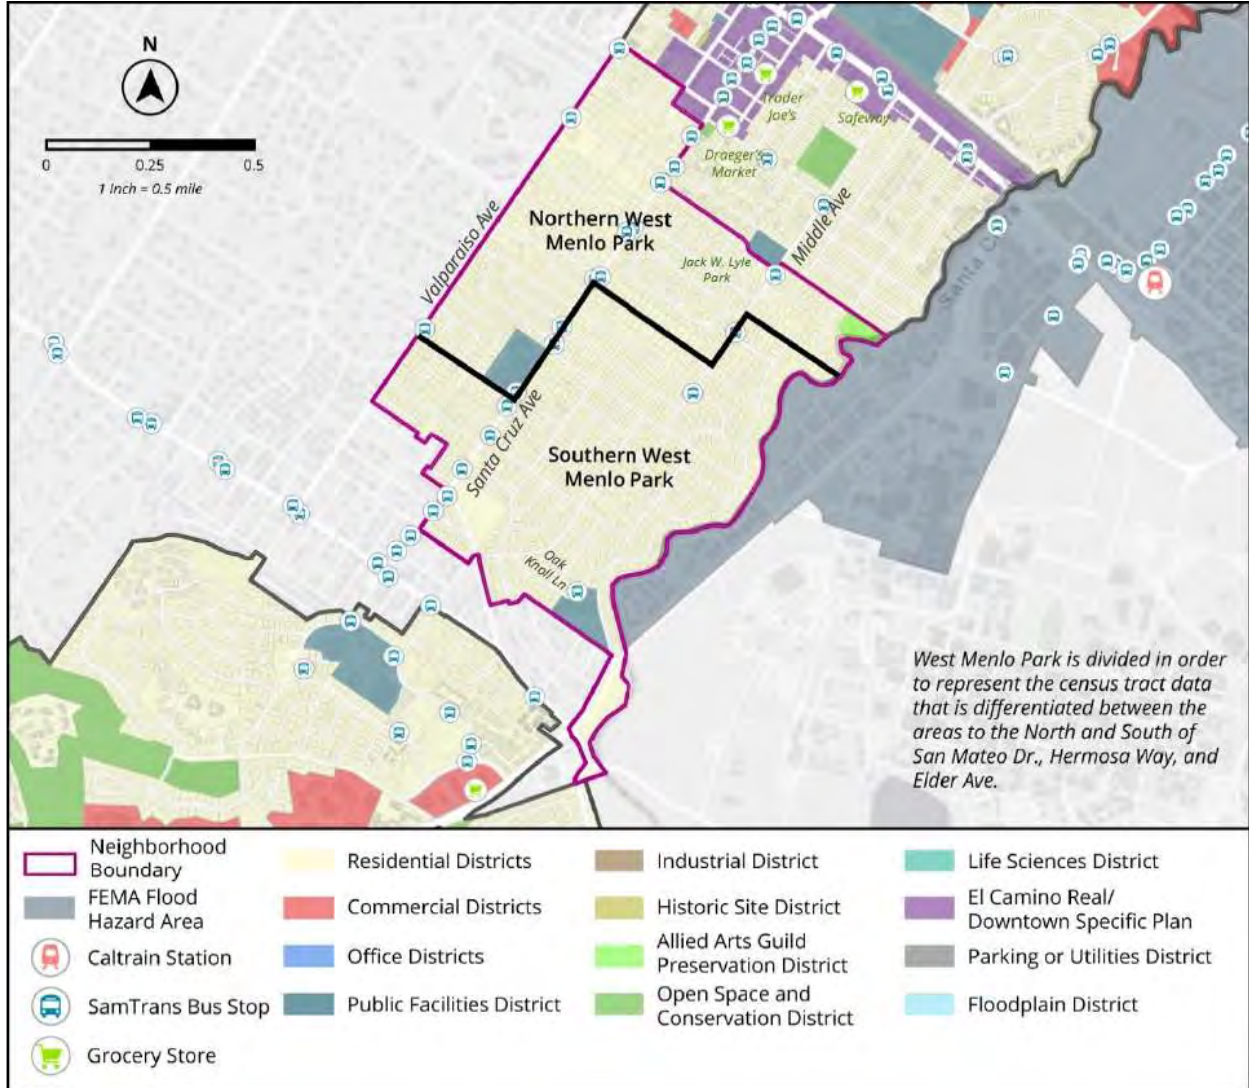 N
0 0.25 0.5
1 Inch = 0.5 mile
Trader
Joe's
Safeway
Draeger's
Market
Northern West
Menlo Park
Valparaiso Ave
Middle Ave
Jack W. Lyle
Park
Santa Cruz Ave
Southern West
Menlo Park
Oak
Knoll Ln
West Menlo Park is divided in order
to represent the census tract data
that is differentiated between the
areas to the North and South of
San Mateo Dr., Hermosa Way, and
Elder Ave.
Neighborhood
Boundary
FEMA Flood
Hazard Area
Caltrain Station
SamTrans Bus Stop
Grocery Store
Residential Districts
Commercial Districts
Office Districts
Public Facilities District
Industrial District
Historic Site District
Allied Arts Guild
Preservation District
Open Space and
Conservation District
Life Sciences District
El Camino Real/
Downtown Specific Plan
Parking or Utilities District
Floodplain District